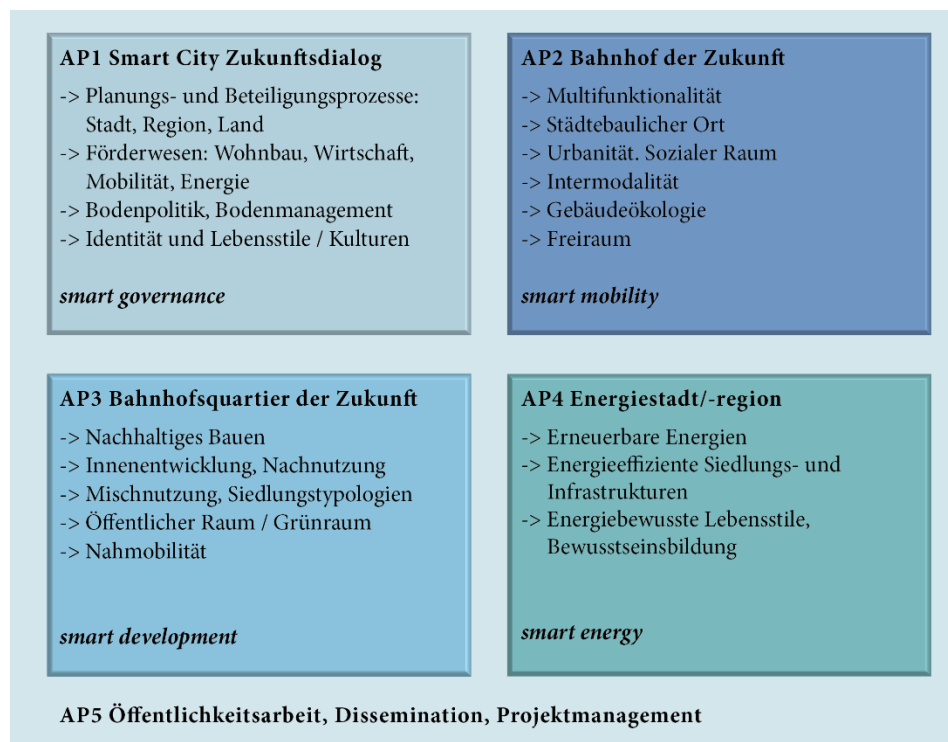 AP1 Smart City Zukunftsdialog
-> Planungs- und Beteiligungsprozesse:
Stadt, Region, Land
-> Förderwesen: Wohnbau, Wirtschaft,
Mobilität, Energie
-> Bodenpolitik, Bodenmanagement
-> Identität und Lebensstile / Kulturen
smart governance
AP2 Bahnhof der Zukunft
-> Multifunktionalität
-> Städtebaulicher Ort
-> Urbanität. Sozialer Raum
-> Intermodalität
-> Gebäudeökologie
-> Freiraum
smart mobility
AP3 Bahnhofsquartier der Zukunft
-> Nachhaltiges Bauen
-> Innenentwicklung, Nachnutzung
-> Mischnutzung, Siedlungstypologien
-> Öffentlicher Raum / Grünraum
-> Nahmobilität
smart development
AP4 Energiestadt/-region
-> Erneuerbare Energien
-> Energieeffiziente Siedlungs- und
Infrastrukturen
-> Energiebewusste Lebensstile,
Bewusstseinsbildung
smart energy
AP5 Öffentlichkeitsarbeit, Dissemination, Projektmanagement